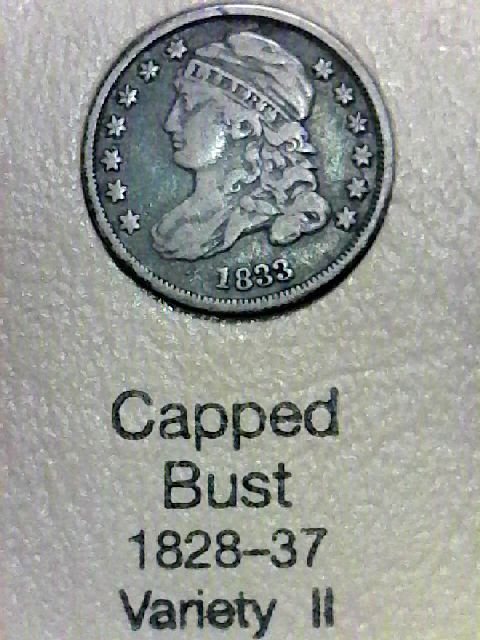 LIBERTY
1833
Capped
Bust
1828–37
Variety II